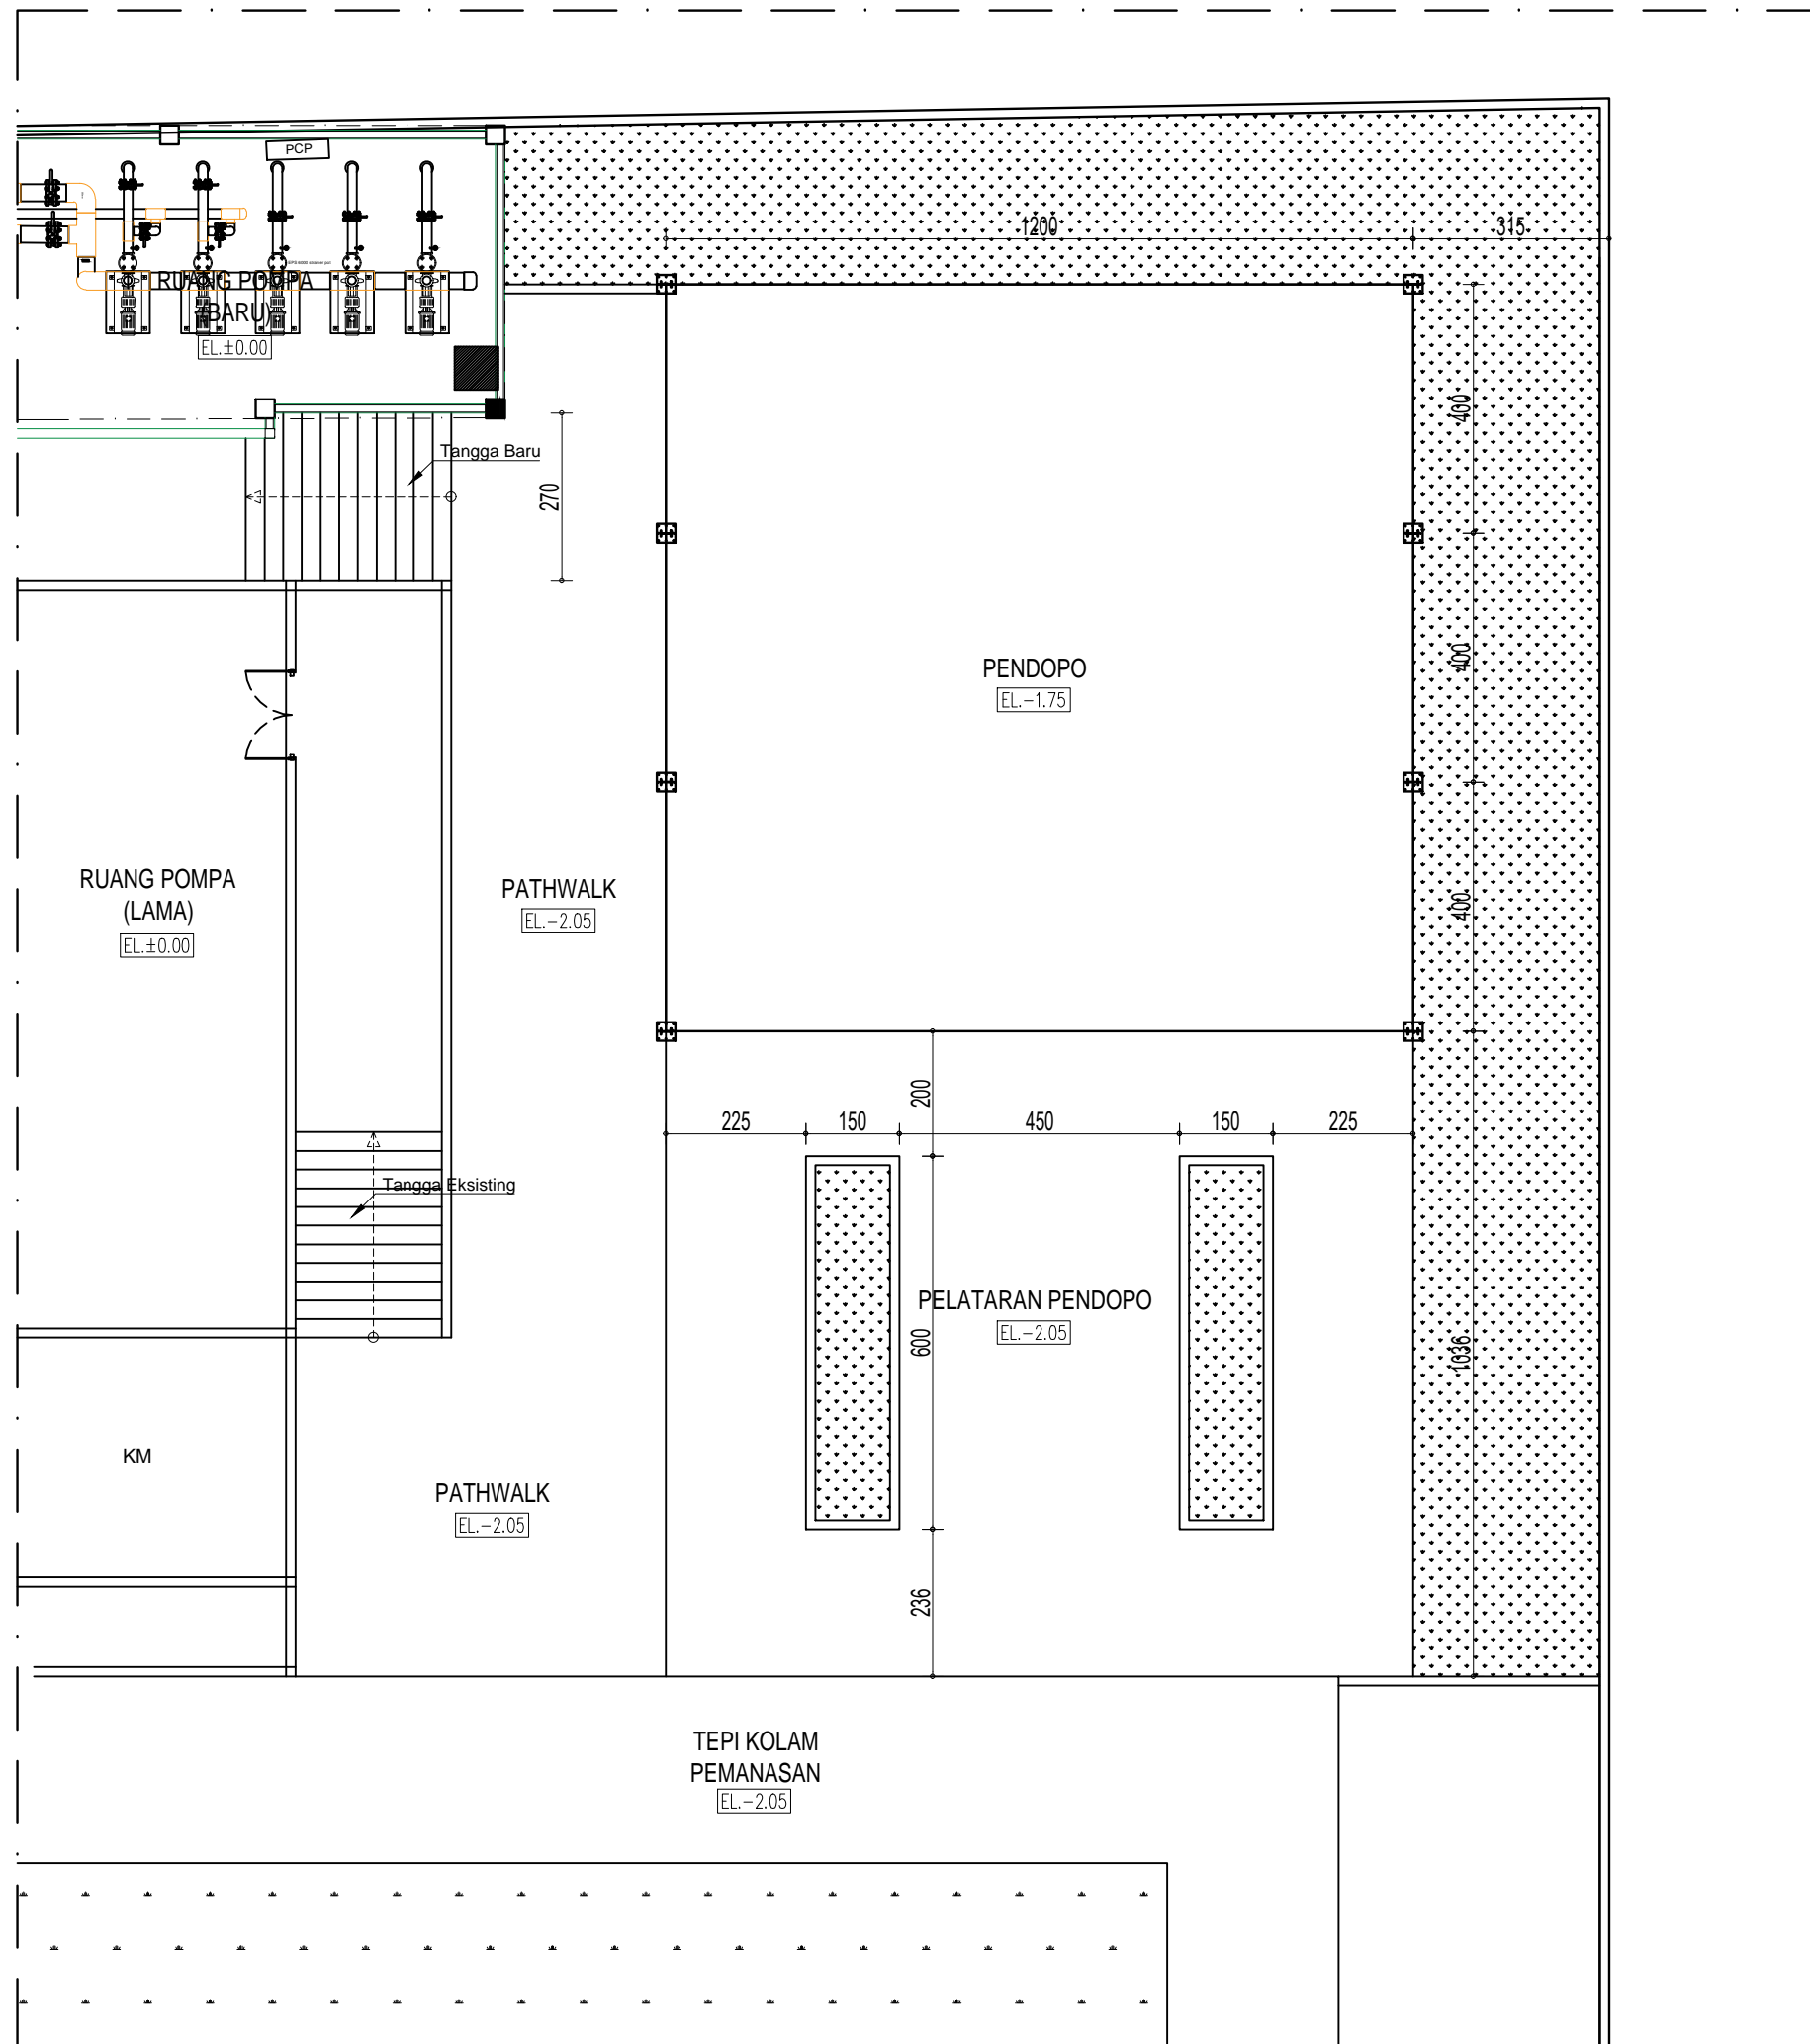 PCP
1200
315
RUANG POMPA
(BARU)
EL.±0.00
400
Tangga Baru
270
PENDOPO
EL.-1.75
400
RUANG POMPA
(LAMA)
EL.±0.00
PATHWALK
EL.-2.05
400
200
225
150
450
150
225
Tangga Eksisting
PELATARAN PENDOPO
EL.-2.05
600
1036
KM
PATHWALK
EL.-2.05
236
TEPI KOLAM
PEMANASAN
EL.-2.05